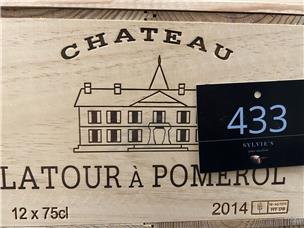 CHATEAU
433
SYLVIE'S
LATOUR À POMEROL
12 x 75cl
2014